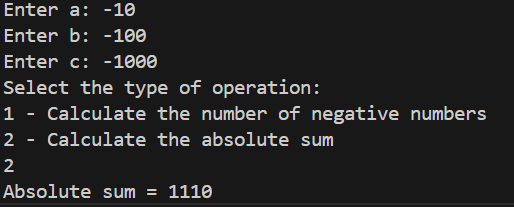 Enter a: -10
Enter b: -100
Enter c: -1000
Select the type of operation:
1 - Calculate the number of negative numbers
2 - Calculate the absolute sum
2
Absolute sum = 1110